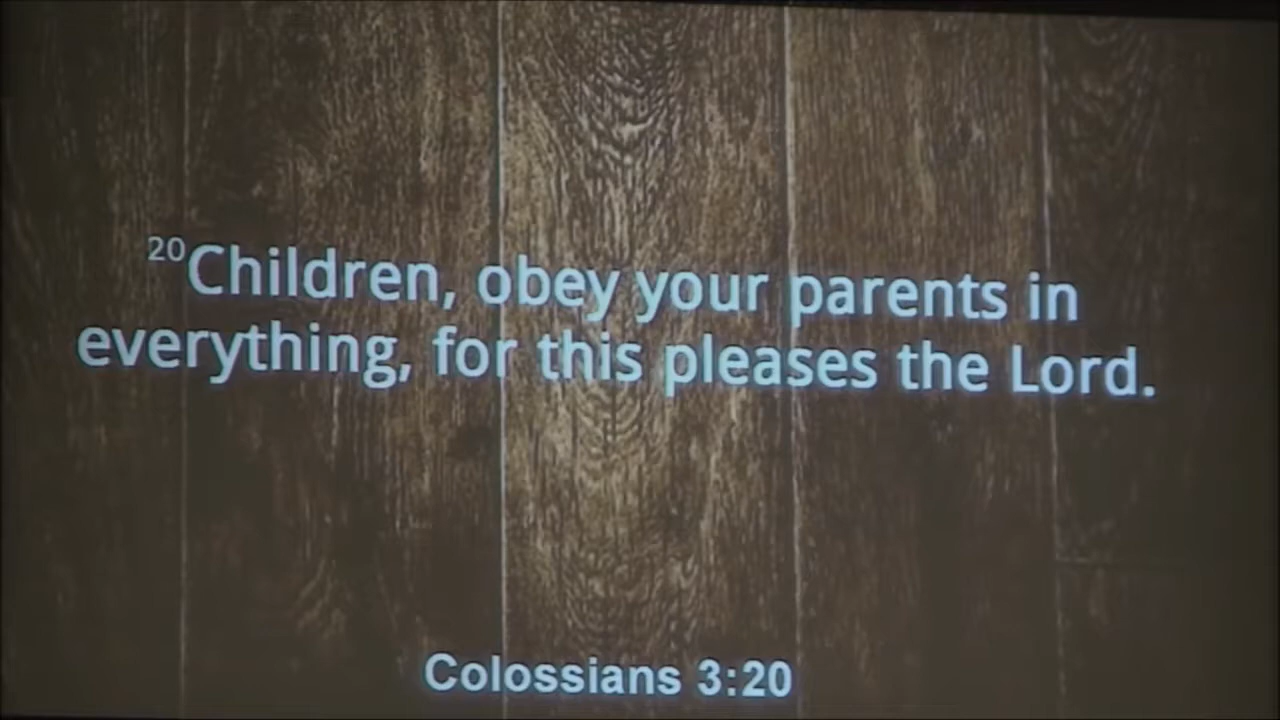 20Children, obey your parents in
everything, for this pleases the Lord.
Colossians 3:20